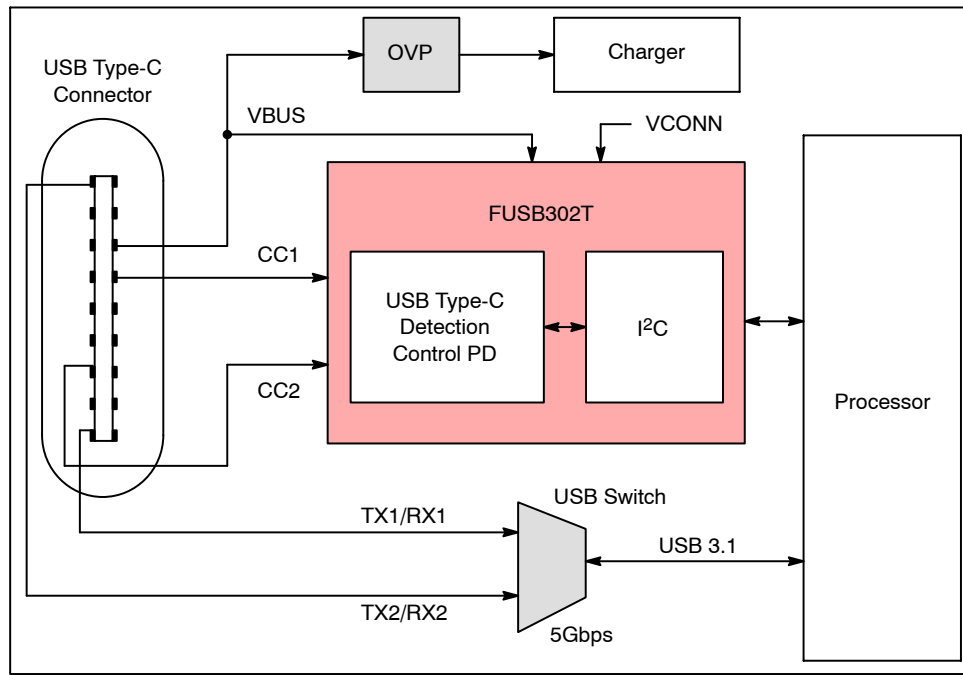 OVP
Charger
USB Type-C
Connector
VBUS
VCONN
FUSB302T
CC1
USB Type-C
Detection
Control PD
I²C
CC2
Processor
USB Switch
TX1/RX1
USB 3.1
TX2/RX2
5Gbps